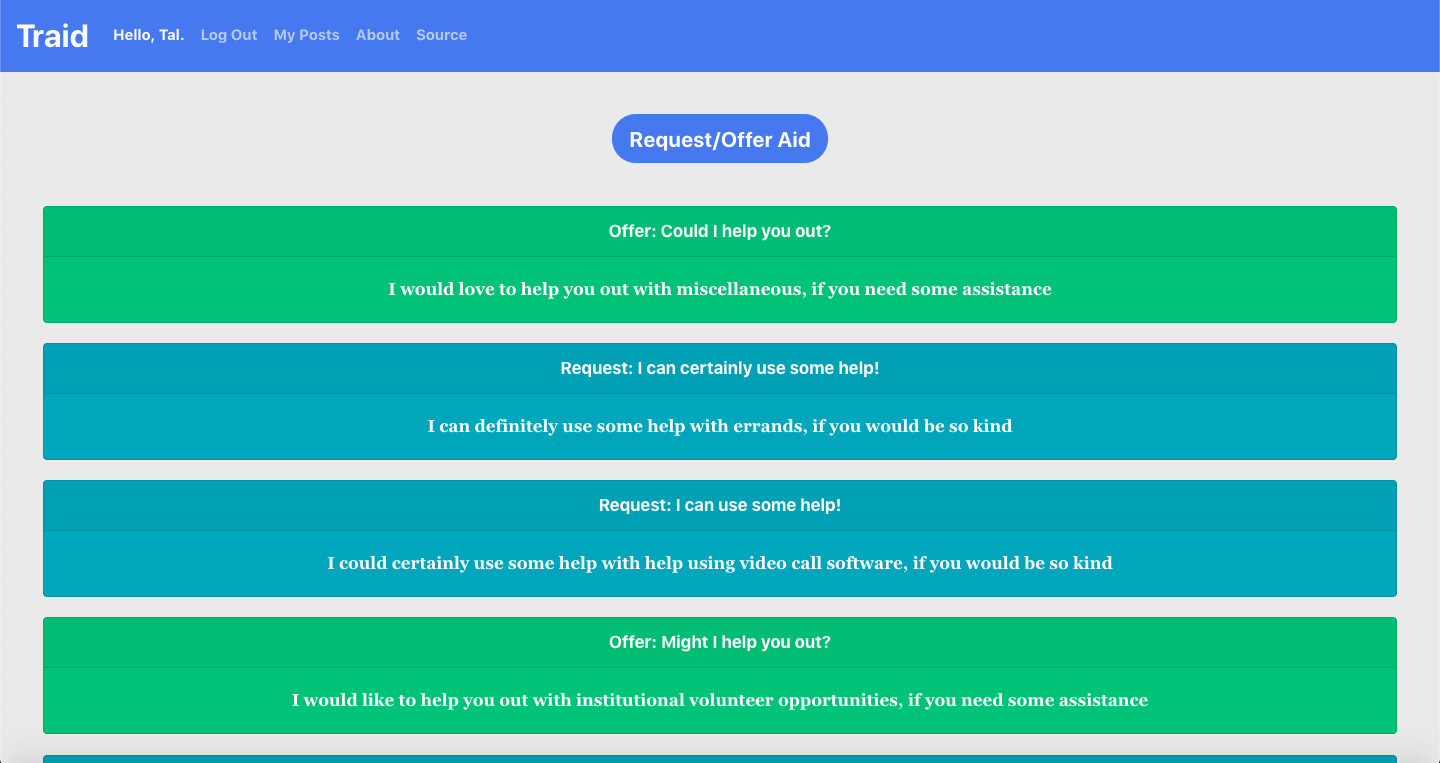 Traid Hello, Tal. Log Out My Posts About Source
Request/Offer Aid
Offer: Could I help you out?
I would love to help you out with miscellaneous, if you need some assistance
Request: I can certainly use some help!
I can definitely use some help with errands, if you would be so kind
Request: I can use some help!
I could certainly use some help with help using video call software, if you would be so kind
Offer: Might I help you out?
I would like to help you out with institutional volunteer opportunities, if you need some assistance